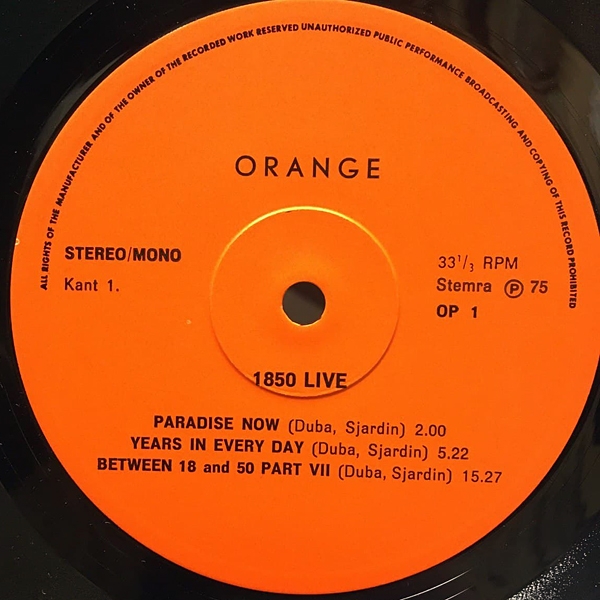 ALL RIGHTS OF THE MANUFACTURER AND OF THE OWNER OF THE RECORDED WORK RESERVED UNAUTHORIZED PUBLIC PERFORMANCE BROADCASTING AND COPYING OF THIS RECORD PROHIBITED
ORANGE
STEREO/MONO
Kant 1.
33 1/3 RPM
Stemra Ⓟ 75
OP 1
1850 LIVE
PARADISE NOW (Duba, Sjardin) 2.00
YEARS IN EVERY DAY (Duba, Sjardin) 5.22
BETWEEN 18 and 50 PART VII (Duba, Sjardin) 15.27